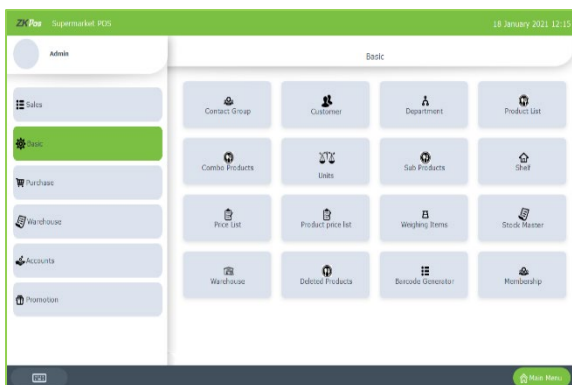 ZKPos Supermarket POS 18 January 2021 12:15
Admin
Basic
Sales
Basic
Purchase
Warehouse
Accounts
Promotion
Contact Group Customer Department Product List
Combo Products Units Sub Products Shelf
Price List Product price list Weighing Items Stock Master
Warehouse Deleted Products Barcode Generator Membership
Main Menu